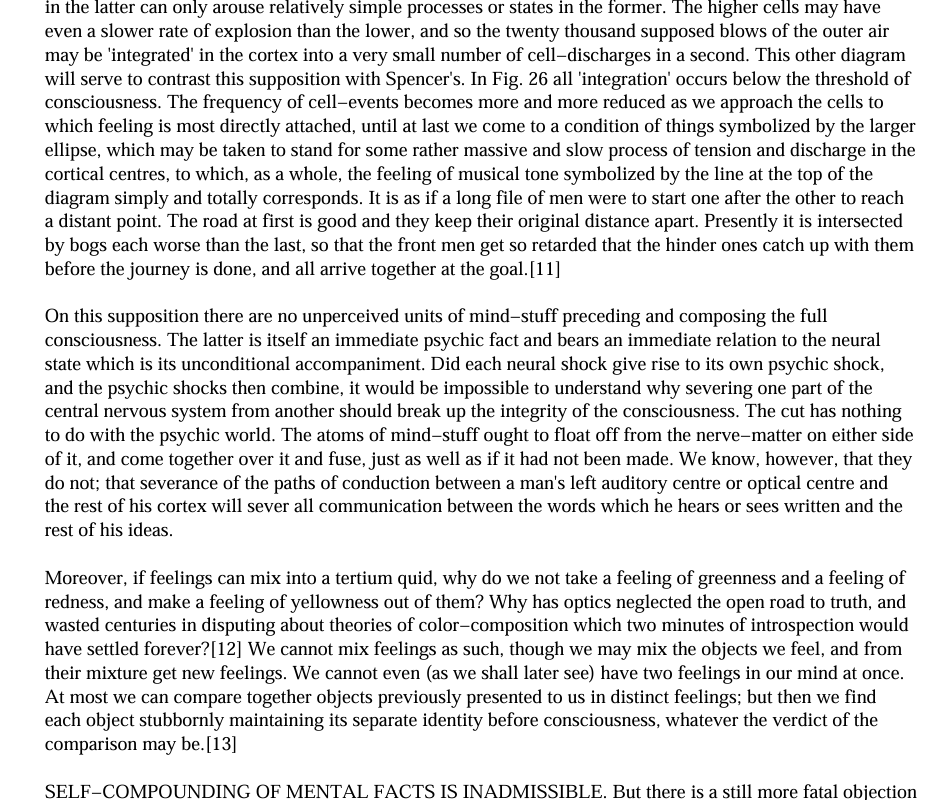 in the latter can only arouse relatively simple processes or states in the former. The higher cells may have
even a slower rate of explosion than the lower, and so the twenty thousand supposed blows of the outer air
may be 'integrated' in the cortex into a very small number of cell−discharges in a second. This other diagram
will serve to contrast this supposition with Spencer's. In Fig. 26 all 'integration' occurs below the threshold of
consciousness. The frequency of cell−events becomes more and more reduced as we approach the cells to
which feeling is most directly attached, until at last we come to a condition of things symbolized by the larger
ellipse, which may be taken to stand for some rather massive and slow process of tension and discharge in the
cortical centres, to which, as a whole, the feeling of musical tone symbolized by the line at the top of the
diagram simply and totally corresponds. It is as if a long file of men were to start one after the other to reach
a distant point. The road at first is good and they keep their original distance apart. Presently it is intersected
by bogs each worse than the last, so that the front men get so retarded that the hinder ones catch up with them
before the journey is done, and all arrive together at the goal.[11]
On this supposition there are no unperceived units of mind−stuff preceding and composing the full
consciousness. The latter is itself an immediate psychic fact and bears an immediate relation to the neural
state which is its unconditional accompaniment. Did each neural shock give rise to its own psychic shock,
and the psychic shocks then combine, it would be impossible to understand why severing one part of the
central nervous system from another should break up the integrity of the consciousness. The cut has nothing
to do with the psychic world. The atoms of mind−stuff ought to float off from the nerve−matter on either side
of it, and come together over it and fuse, just as well as if it had not been made. We know, however, that they
do not; that severance of the paths of conduction between a man's left auditory centre or optical centre and
the rest of his cortex will sever all communication between the words which he hears or sees written and the
rest of his ideas.
Moreover, if feelings can mix into a tertium quid, why do we not take a feeling of greenness and a feeling of
redness, and make a feeling of yellowness out of them? Why has optics neglected the open road to truth, and
wasted centuries in disputing about theories of color−composition which two minutes of introspection would
have settled forever?[12] We cannot mix feelings as such, though we may mix the objects we feel, and from
their mixture get new feelings. We cannot even (as we shall later see) have two feelings in our mind at once.
At most we can compare together objects previously presented to us in distinct feelings; but then we find
each object stubbornly maintaining its separate identity before consciousness, whatever the verdict of the
comparison may be.[13]
SELF−COMPOUNDING OF MENTAL FACTS IS INADMISSIBLE. But there is a still more fatal objection